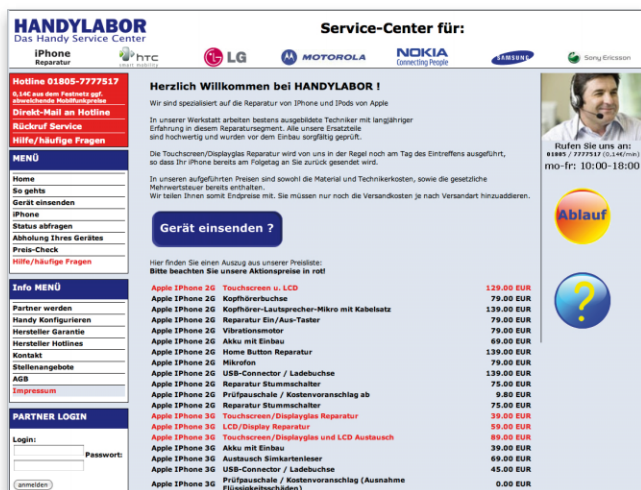 HANDYLABOR
Das Handy Service Center
Service-Center für:
iPhone
Reparatur
hTC
smart mobility
LG
MOTOROLA
NOKIA
Connecting People
SAMSUNG
Sony Ericsson
Hotline 01805-7777517
0,14€ aus dem Festnetz ggf.
abweichende Mobilfunkpreise
Direkt-Mail an Hotline
Rückruf Service
Hilfe/häufige Fragen
MENÜ
Home
So gehts
Gerät einsenden
iPhone
Status abfragen
Abholung Ihres Gerätes
Preis-Check
Hilfe/häufige Fragen
Info MENÜ
Partner werden
Handy Konfigurieren
Hersteller Garantie
Hersteller Hotlines
Kontakt
Stellenangebote
AGB
Impressum
PARTNER LOGIN
Login:
Passwort:
anmelden
Herzlich Willkommen bei HANDYLABOR !
Wir sind spezialisiert auf die Reparatur von IPhone und IPods von Apple
In unserer Werkstatt arbeiten bestens ausgebildete Techniker mit langjähriger
Erfahrung in diesem Reparatursegment. Alle unsere Ersatzteile
sind hochwertig und wurden vor dem Einbau sorgfältig geprüft.
Die Touchscreen/Displayglas Reparatur wird von uns in der Regel noch am Tag des Eintreffens ausgeführt,
so dass Ihr iPhone bereits am Folgetag an Sie zurück gesendet wird.
In unseren aufgeführten Preisen sind sowohl die Material und Technikerkosten, sowie die gesetzliche
Mehrwertsteuer bereits enthalten.
Wir teilen Ihnen somit Endpreise mit. Sie müssen nur noch die Versandkosten je nach Versandart hinzuaddieren.
Gerät einsenden ?
Hier finden Sie einen Auszug aus unserer Preisliste:
Bitte beachten Sie unsere Aktionspreise in rot!
Apple IPhone 2G Touchscreen u. LCD 129.00 EUR
Apple IPhone 2G Kopfhörerbuchse 79.00 EUR
Apple IPhone 2G Kopfhörer-Lautsprecher-Mikro mit Kabelsatz 139.00 EUR
Apple IPhone 2G Reparatur Ein/Aus-Taster 79.00 EUR
Apple IPhone 2G Vibrationsmotor 79.00 EUR
Apple IPhone 2G Akku mit Einbau 69.00 EUR
Apple IPhone 2G Home Button Reparatur 139.00 EUR
Apple IPhone 2G Mikrofon 79.00 EUR
Apple IPhone 2G USB-Connector / Ladebuchse 139.00 EUR
Apple IPhone 2G Reparatur Stummschalter 75.00 EUR
Apple IPhone 2G Prüfpauschale / Kostenvoranschlag ab 9.80 EUR
Apple IPhone 2G Reparatur Stummschalter 75.00 EUR
Apple IPhone 3G Touchscreen/Displayglas Reparatur 39.00 EUR
Apple IPhone 3G LCD/Display Reparatur 59.00 EUR
Apple IPhone 3G Touchscreen/Displayglas und LCD Austausch 89.00 EUR
Apple IPhone 3G Akku mit Einbau 39.00 EUR
Apple IPhone 3G Austausch Simkartenleser 69.00 EUR
Apple IPhone 3G USB-Connector / Ladebuchse 45.00 EUR
Apple IPhone 3G Prüfpauschale / Kostenvoranschlag (Ausnahme 0.00 EUR
Flüssigkeitsschäden)
Rufen Sie uns an:
01805 / 7777517 (0,14€/min)
mo-fr: 10:00-18:00
Ablauf
?